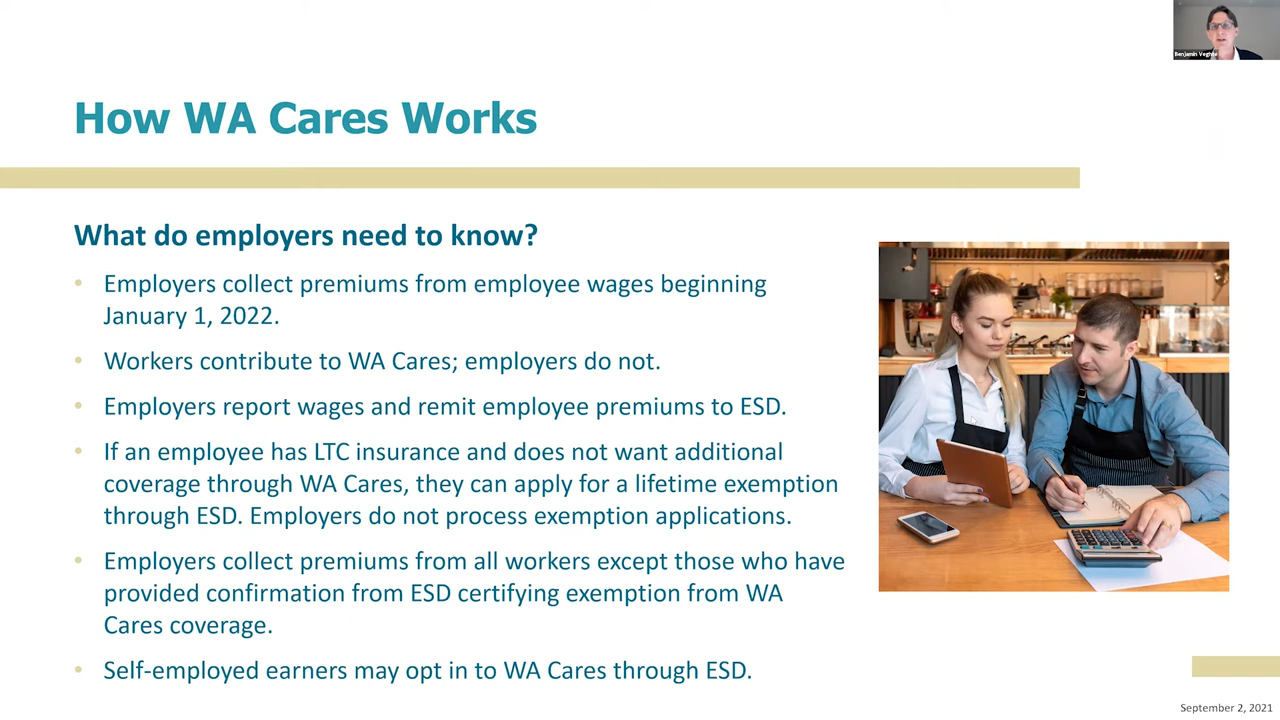 Benjamin Veghte
How WA Cares Works
What do employers need to know?
• Employers collect premiums from employee wages beginning
January 1, 2022.
• Workers contribute to WA Cares; employers do not.
• Employers report wages and remit employee premiums to ESD.
• If an employee has LTC insurance and does not want additional
coverage through WA Cares, they can apply for a lifetime exemption
through ESD. Employers do not process exemption applications.
• Employers collect premiums from all workers except those who have
provided confirmation from ESD certifying exemption from WA
Cares coverage.
• Self-employed earners may opt in to WA Cares through ESD.
September 2, 2021